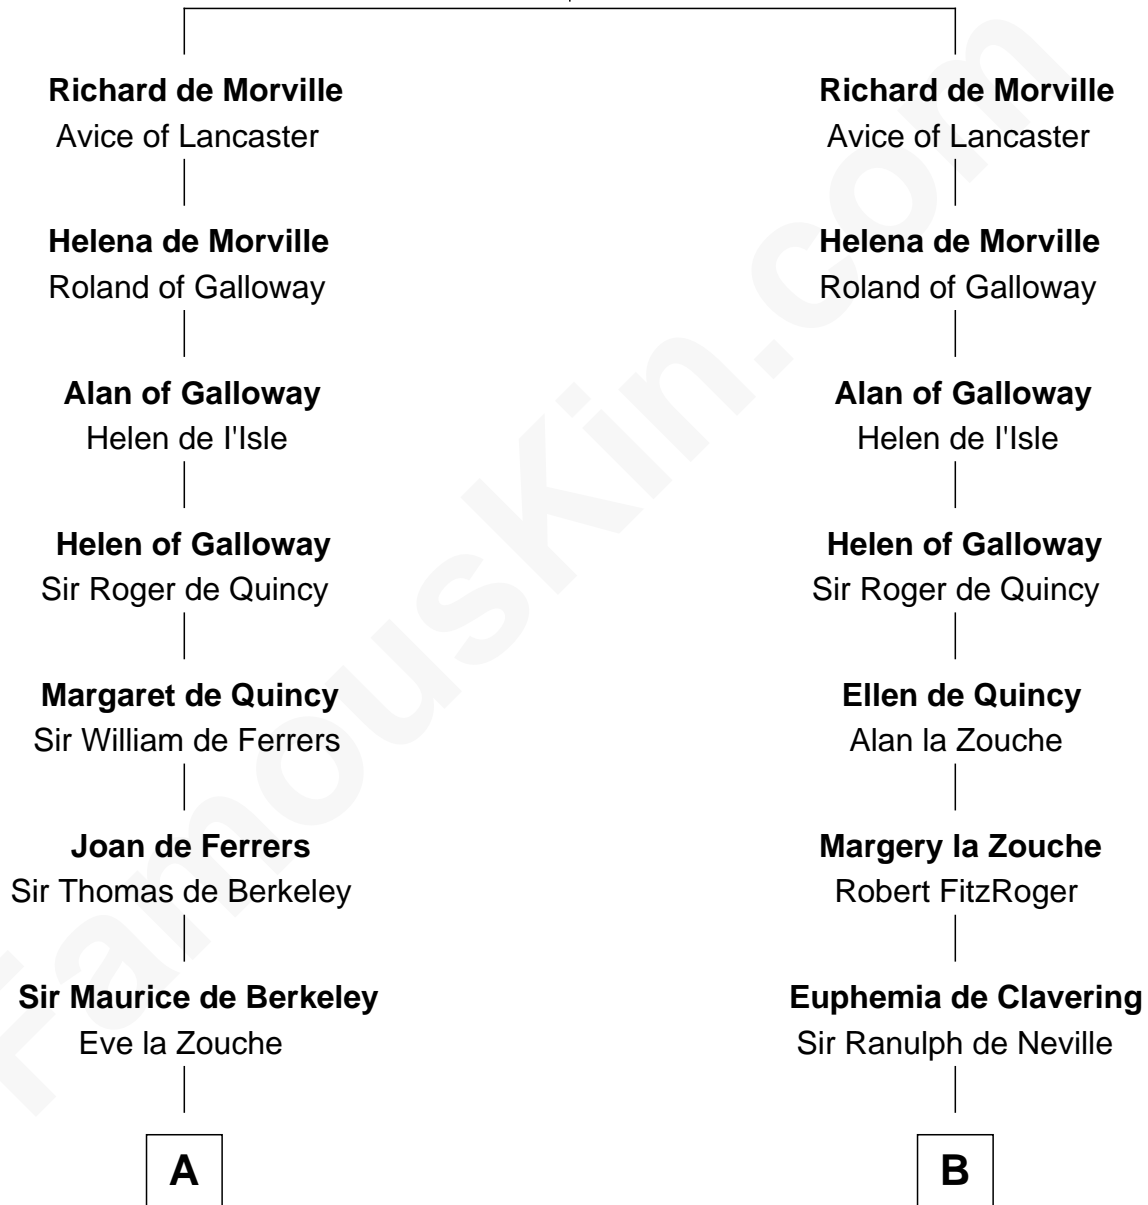 Richard de Morville
Avice of Lancaster
Helena de Morville
Roland of Galloway
Alan of Galloway
Helen de l'Isle
Helen of Galloway
Sir Roger de Quincy
Margaret de Quincy
Sir William de Ferrers
Joan de Ferrers
Sir Thomas de Berkeley
Sir Maurice de Berkeley
Eve la Zouche
A
Richard de Morville
Avice of Lancaster
Helena de Morville
Roland of Galloway
Alan of Galloway
Helen de l'Isle
Helen of Galloway
Sir Roger de Quincy
Ellen de Quincy
Alan la Zouche
Margery la Zouche
Robert FitzRoger
Euphemia de Clavering
Sir Ranulph de Neville
B
FamousKin.com